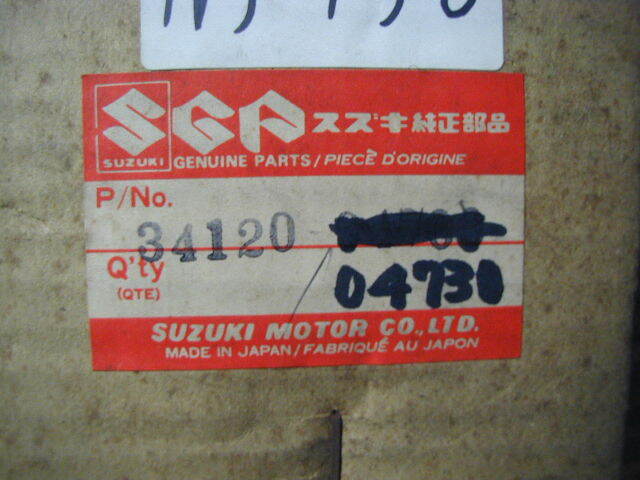 SUZUKI
SGP スズキ純正部品
GENUINE PARTS/PIECÈ D'ORIGINE
P/No.
34120
Q'ty
(QTE)
04730
SUZUKI MOTOR CO., LTD.
MADE IN JAPAN/FABRIQUÉ AU JAPON